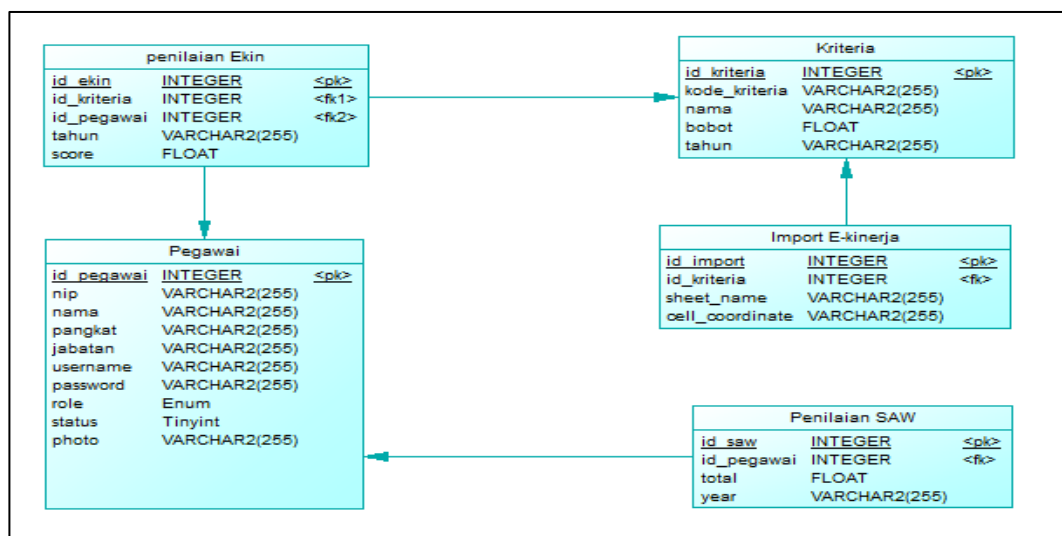 penilaian Ekin
id_ekin INTEGER <pk>
id_kriteria INTEGER <fk1>
id_pegawai INTEGER <fk2>
tahun VARCHAR2(255)
score FLOAT
Kriteria
id_kriteria INTEGER <pk>
kode_kriteria VARCHAR2(255)
nama VARCHAR2(255)
bobot FLOAT
tahun VARCHAR2(255)
Pegawai
id_pegawai INTEGER <pk>
nip VARCHAR2(255)
nama VARCHAR2(255)
pangkat VARCHAR2(255)
jabatan VARCHAR2(255)
username VARCHAR2(255)
password VARCHAR2(255)
role Enum
status Tinyint
photo VARCHAR2(255)
Import E-kinerja
id_import INTEGER <pk>
id_kriteria INTEGER <fk>
sheet_name VARCHAR2(255)
cell_coordinate VARCHAR2(255)
Penilaian SAW
id_saw INTEGER <pk>
id_pegawai INTEGER <fk>
total FLOAT
year VARCHAR2(255)